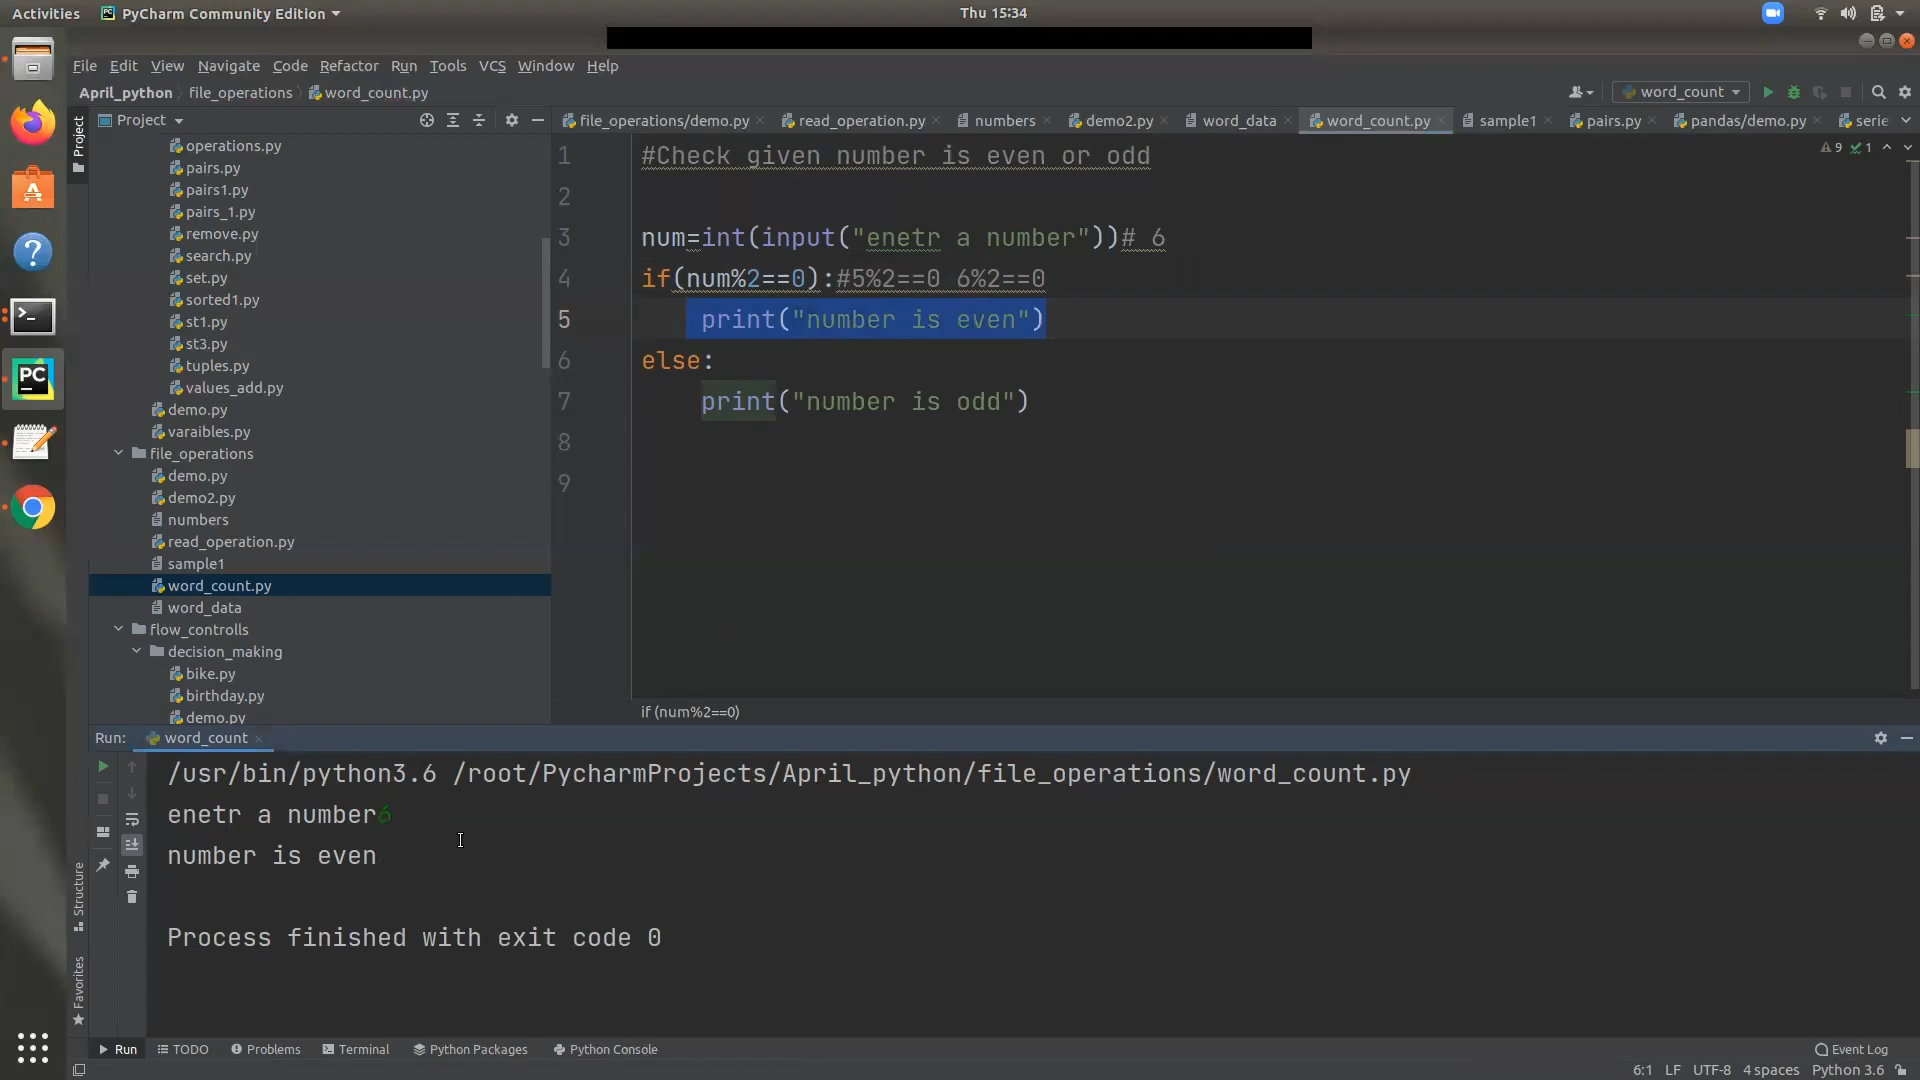 Activities
PyCharm Community Edition
Thu 15:34
File Edit View Navigate Code Refactor Run Tools VCS Window Help
April_python file_operations word_count.py
word_count
Project
Project
operations.py
pairs.py
pairs1.py
pairs_1.py
remove.py
search.py
set.py
sorted1.py
st1.py
st3.py
tuples.py
values_add.py
demo.py
varaibles.py
file_operations
demo.py
demo2.py
numbers
read_operation.py
sample1
word_count.py
word_data
flow_controlls
decision_making
bike.py
birthday.py
demo.py
file_operations/demo.py read_operation.py numbers demo2.py word_data word_count.py sample1 pairs.py pandas/demo.py serie
9 1
1 #Check given number is even or odd
2
3 num=int(input("enetr a number"))# 6
4 if(num%2==0):#5%2==0 6%2==0
5 print("number is even")
6 else:
7 print("number is odd")
8
9
if (num%2==0)
Run: word_count
/usr/bin/python3.6 /root/PycharmProjects/April_python/file_operations/word_count.py
enetr a number6
number is even
Process finished with exit code 0
Structure
Favorites
Run TODO Problems Terminal Python Packages Python Console Event Log
6:1 LF UTF-8 4 spaces Python 3.6